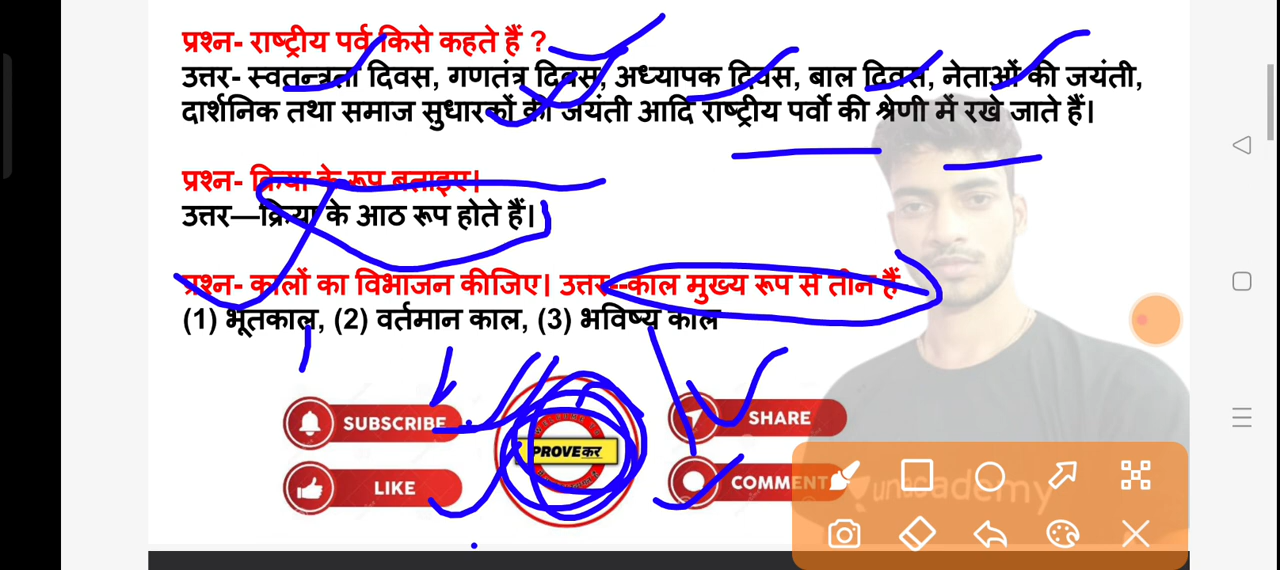 प्रश्न- राष्ट्रीय पर्व किसे कहते हैं ?
उत्तर- स्वतन्त्रता दिवस, गणतंत्र दिवस, अध्यापक दिवस, बाल दिवस, नेताओं की जयंती,
दार्शनिक तथा समाज सुधारकों की जयंती आदि राष्ट्रीय पर्वो की श्रेणी में रखे जाते हैं।
प्रश्न- क्रिया के रूप बताइए।
उत्तर—क्रिया के आठ रूप होते हैं।
प्रश्न- कालों का विभाजन कीजिए। उत्तर--काल मुख्य रूप से तीन हैं
(1) भूतकाल, (2) वर्तमान काल, (3) भविष्य काल
SUBSCRIBE
SHARE
PROVEकर
LIKE
COMMENT
unacademy